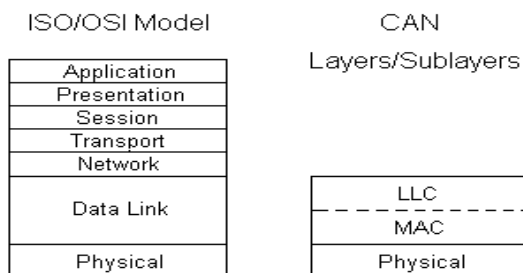 ISO/OSI Model
Application
Presentation
Session
Transport
Network
Data Link
Physical
CAN
Layers/Sublayers
LLC
MAC
Physical